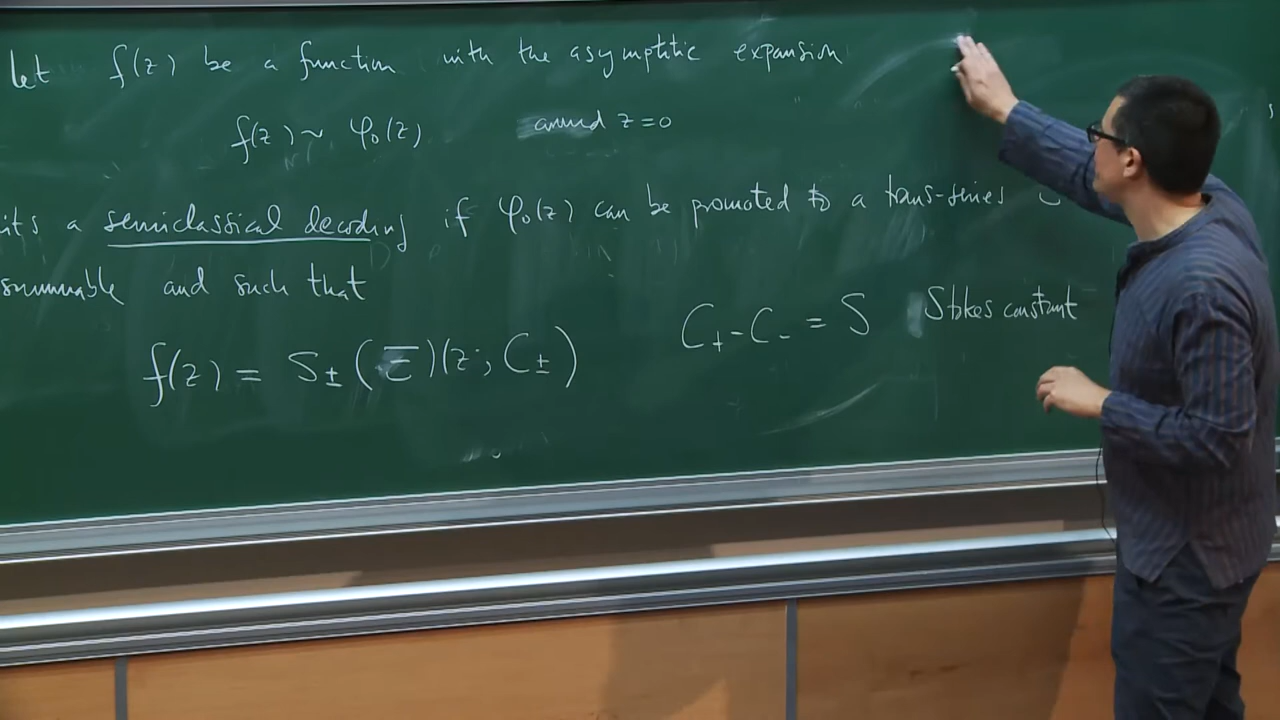 Let f(z) be a function with the asymptotic expansion
f(z) ~ φ₀(z) around z=0
its a semiclassical decoding if φ₀(z) can be promoted to a trans-series
summable and such that
C₊ - C₋ = S Stokes constant
f(z) = S± (Σ)(z; C±)